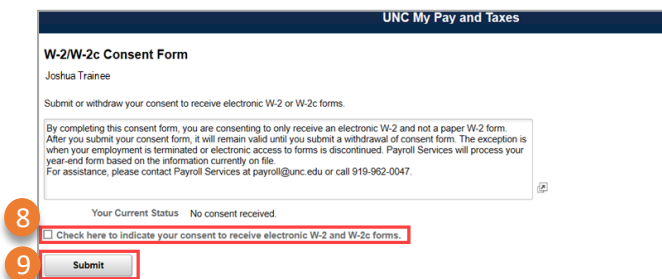 UNC My Pay and Taxes
W-2/W-2c Consent Form
Joshua Trainee
Submit or withdraw your consent to receive electronic W-2 or W-2c forms.
By completing this consent form, you are consenting to only receive an electronic W-2 and not a paper W-2 form.
After you submit your consent form, it will remain valid until you submit a withdrawal of consent form. The exception is
when your employment is terminated or electronic access to forms is discontinued. Payroll Services will process your
year-end form based on the information currently on file.
For assistance, please contact Payroll Services at payroll@unc.edu or call 919-962-0047.
Your Current Status No consent received.
8 Check here to indicate your consent to receive electronic W-2 and W-2c forms.
9 Submit